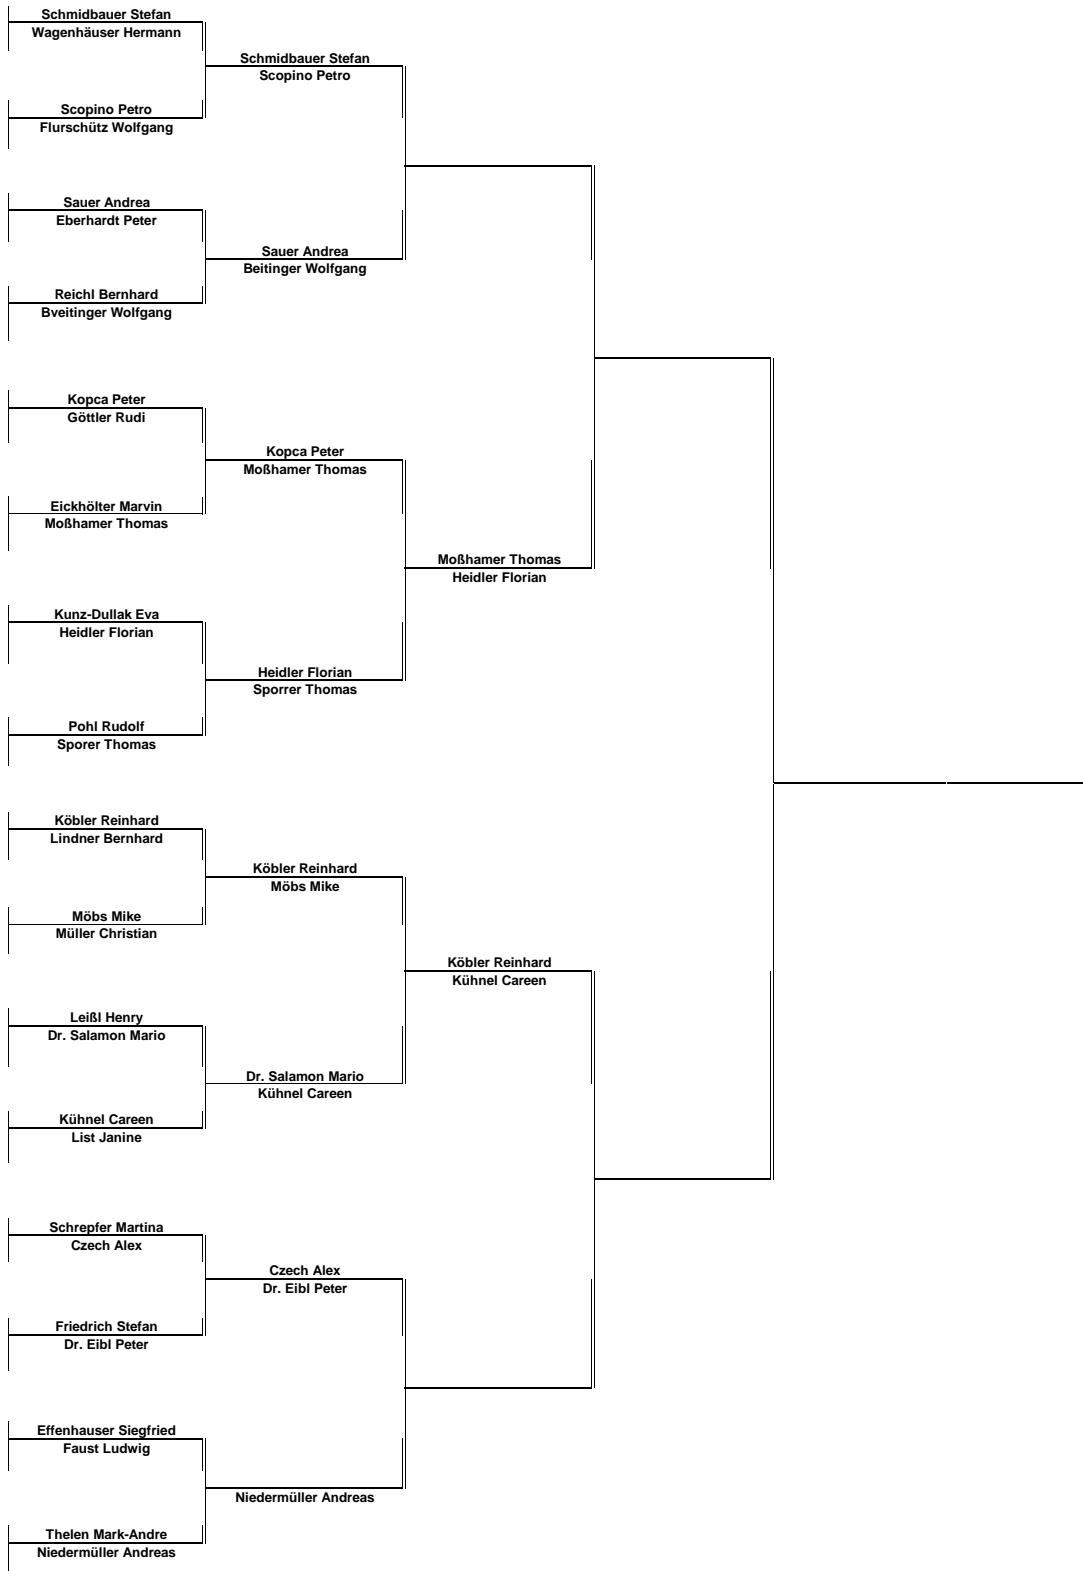 Schmidbauer Stefan
Wagenhäuser Hermann
Scopino Petro
Flurschütz Wolfgang
Sauer Andrea
Eberhardt Peter
Reichl Bernhard
Bveitinger Wolfgang
Kopca Peter
Göttler Rudi
Eickhölter Marvin
Moßhamer Thomas
Kunz-Dullak Eva
Heidler Florian
Pohl Rudolf
Sporer Thomas
Köbler Reinhard
Lindner Bernhard
Möbs Mike
Müller Christian
Leißl Henry
Dr. Salamon Mario
Kühnel Careen
List Janine
Schrepfer Martina
Czech Alex
Friedrich Stefan
Dr. Eibl Peter
Effenhauser Siegfried
Faust Ludwig
Thelen Mark-Andre
Niedermüller Andreas
Schmidbauer Stefan
Scopino Petro
Sauer Andrea
Beitinger Wolfgang
Kopca Peter
Moßhamer Thomas
Heidler Florian
Sporrer Thomas
Köbler Reinhard
Möbs Mike
Dr. Salamon Mario
Kühnel Careen
Czech Alex
Dr. Eibl Peter
Niedermüller Andreas
Moßhamer Thomas
Heidler Florian
Köbler Reinhard
Kühnel Careen